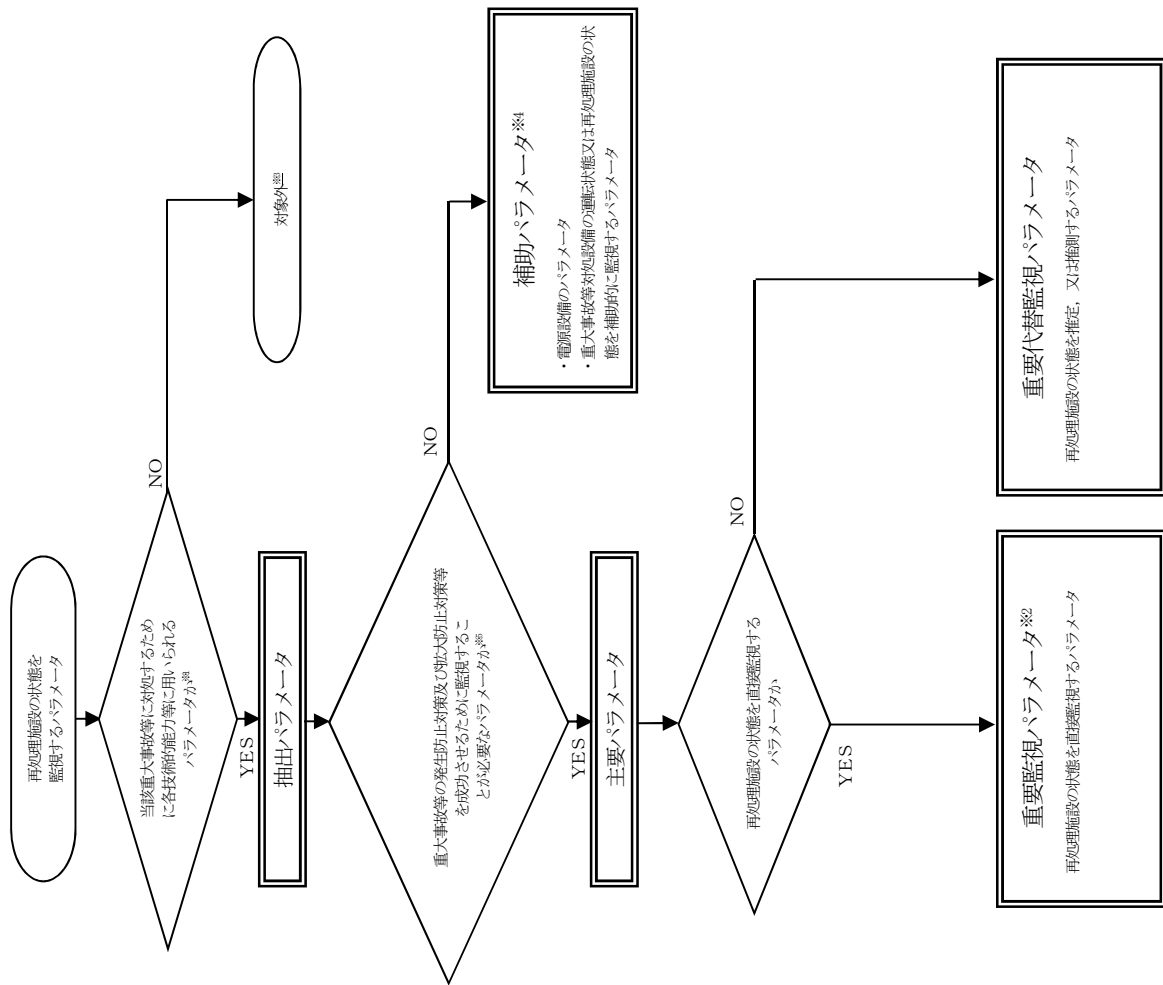 再処理施設の状態を
監視するパラメータ
当該重大事故等に対処するため
に各技術的能力等に用いられる
パラメータか
NO
対象外※3
YES
抽出パラメータ
重大事故等の発生防止対策及び拡大防止対策等
を成功させるために監視するこ
とが必要なパラメータか
NO
補助パラメータ※4
・電源設備のパラメータ
・重大事故等対処設備の運転状態又は再処理施設の状
態を補助的に監視するパラメータ
YES
主要パラメータ
再処理施設の状態を直接監視する
パラメータか
NO
YES
重要監視パラメータ※2
再処理施設の状態を直接監視するパラメータ
重要代替監視パラメータ
再処理施設の状態を推定，又は推測するパラメータ